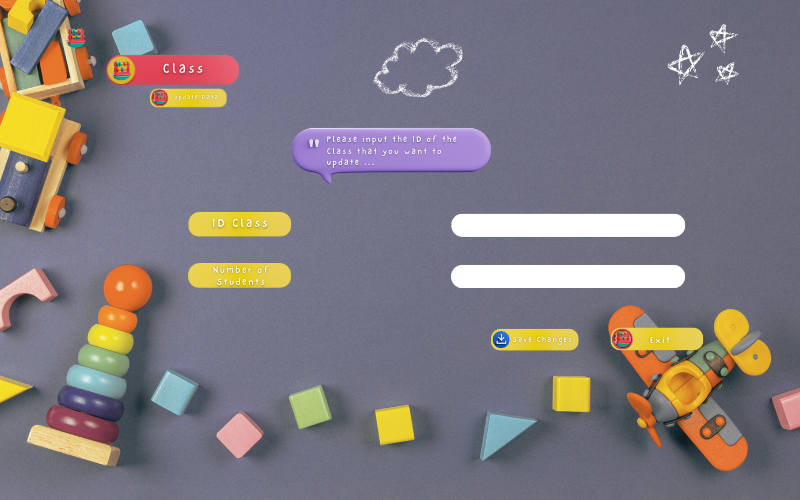 Class
Update Data
" Please input the ID of the
Class that you want to
update ...
ID Class
Number of
Students
Save Changes
Exit